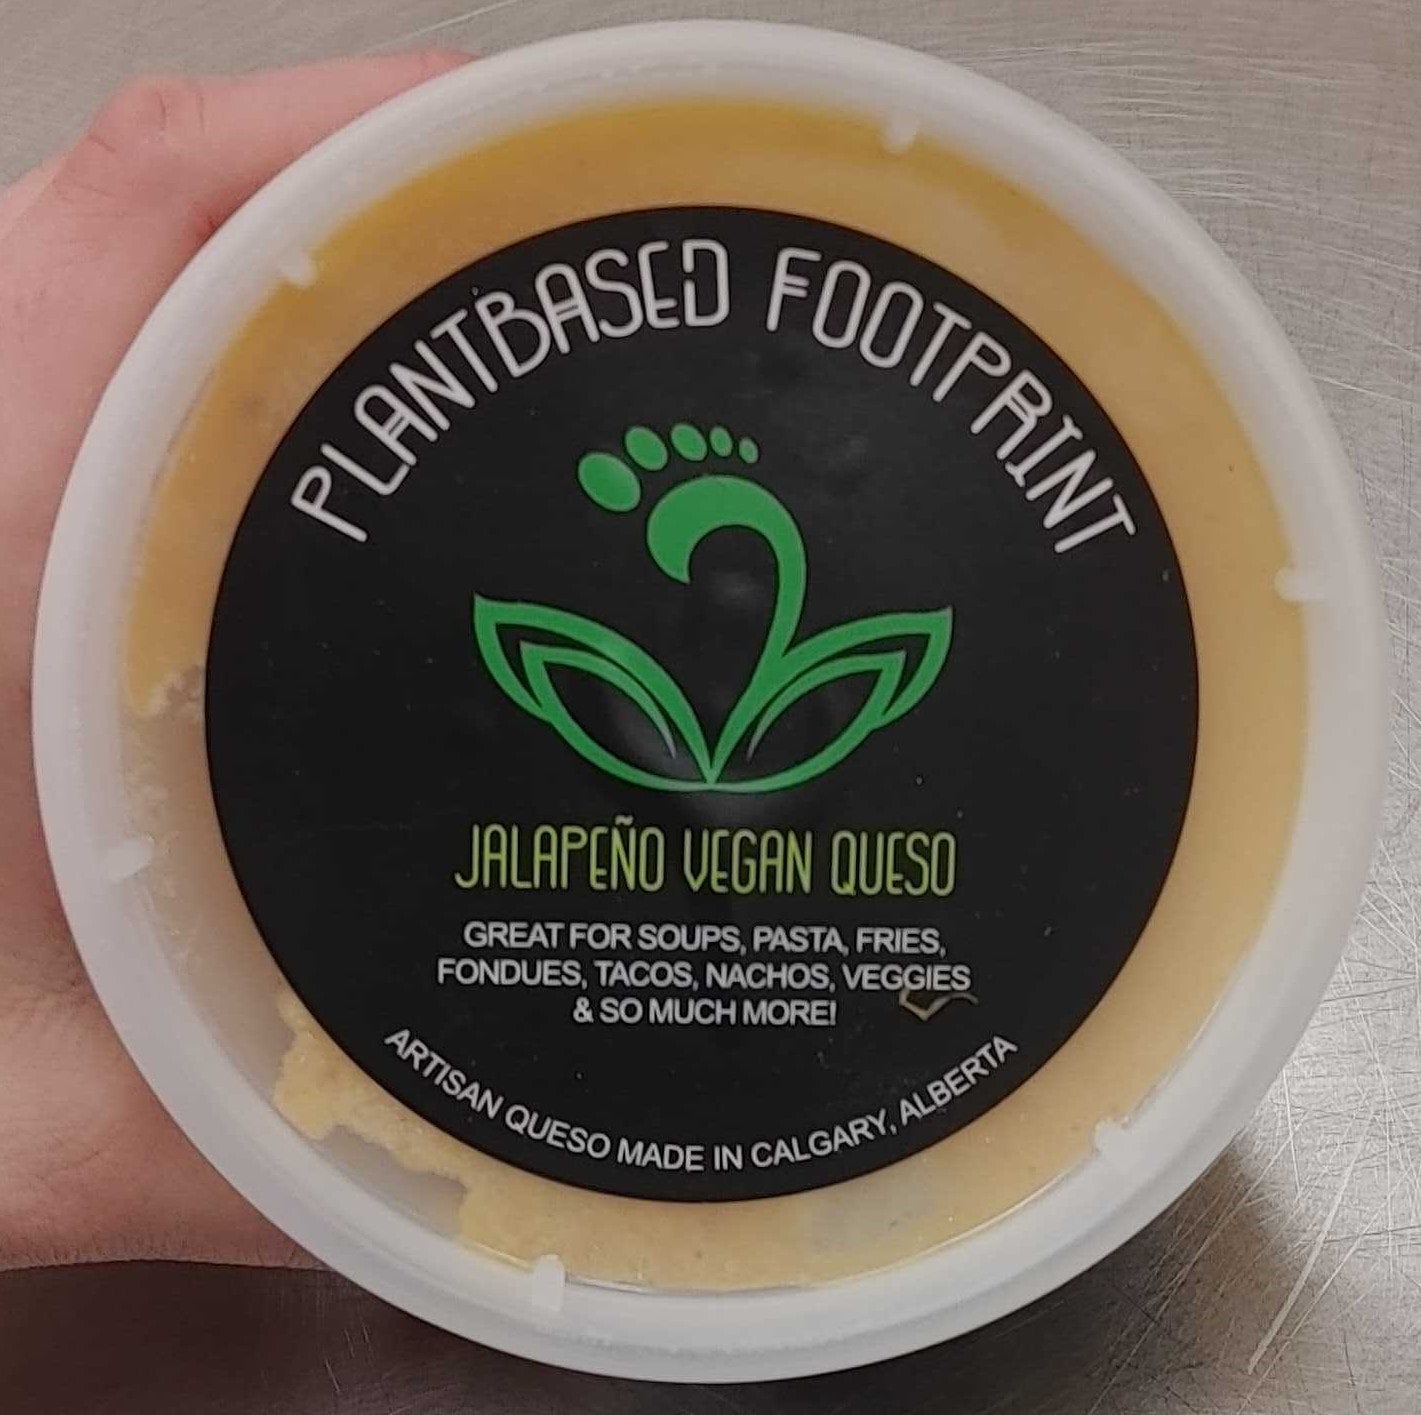 PLANTBASED FOOTPRINT
JALAPEÑO VEGAN QUESO
GREAT FOR SOUPS, PASTA, FRIES,
FONDUES, TACOS, NACHOS, VEGGIES
& SO MUCH MORE!
ARTISAN QUESO MADE IN CALGARY, ALBERTA